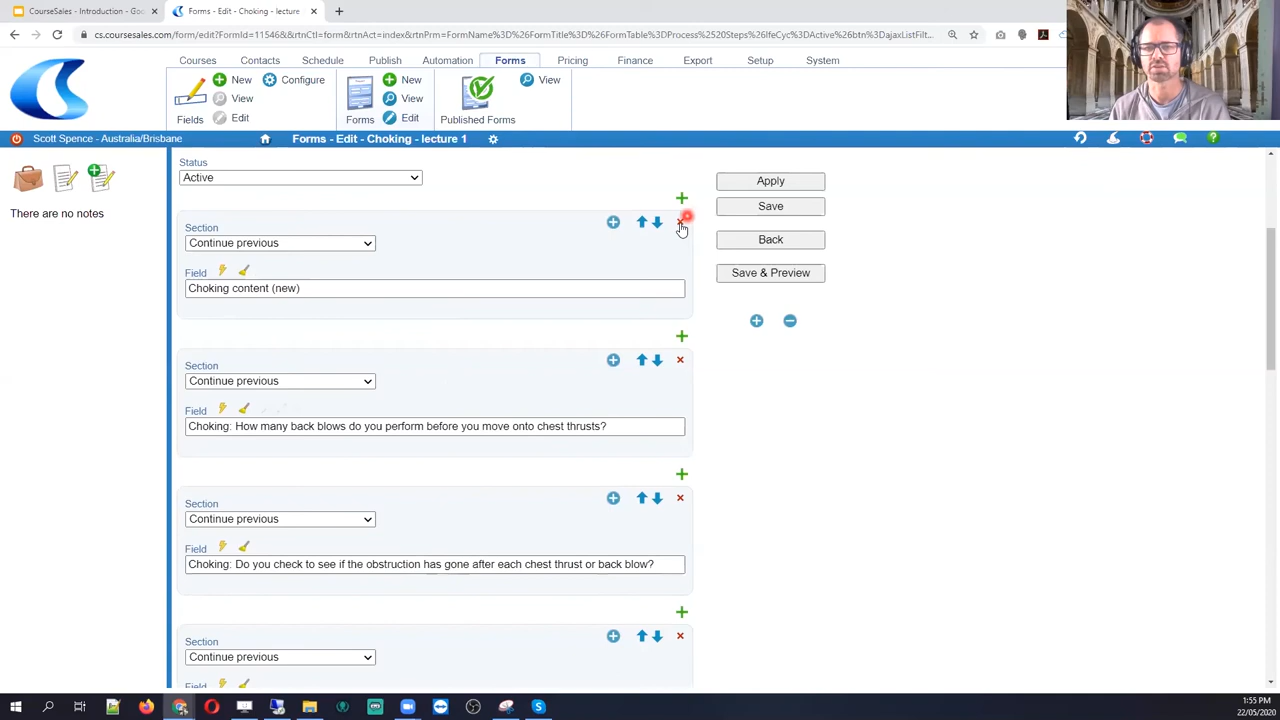 CourseSales - Introduction - Goo
Forms - Edit - Choking - lecture
cs.coursesales.com/form/edit?FormId=11546&&rtnCtl=form&rtnAct=index&rtnPrm=FormName%3D%26FormTitle%3D%26FormTable%3DProcess%2520Steps%26lfeCyc%3DActive%26btn%3DajaxListFilt...
Courses Contacts Schedule Publish Automation Forms Pricing Finance Export Setup System
New Configure New View
View View
Edit Edit
Fields Forms Published Forms
Scott Spence - Australia/Brisbane Forms - Edit - Choking - lecture 1
There are no notes
Status
Active
Apply
Save
Back
Save & Preview
Section
Continue previous
Field
Choking content (new)
Section
Continue previous
Field
Choking: How many back blows do you perform before you move onto chest thrusts?
Section
Continue previous
Field
Choking: Do you check to see if the obstruction has gone after each chest thrust or back blow?
Section
Continue previous
Field
1:55 PM
22/05/2020